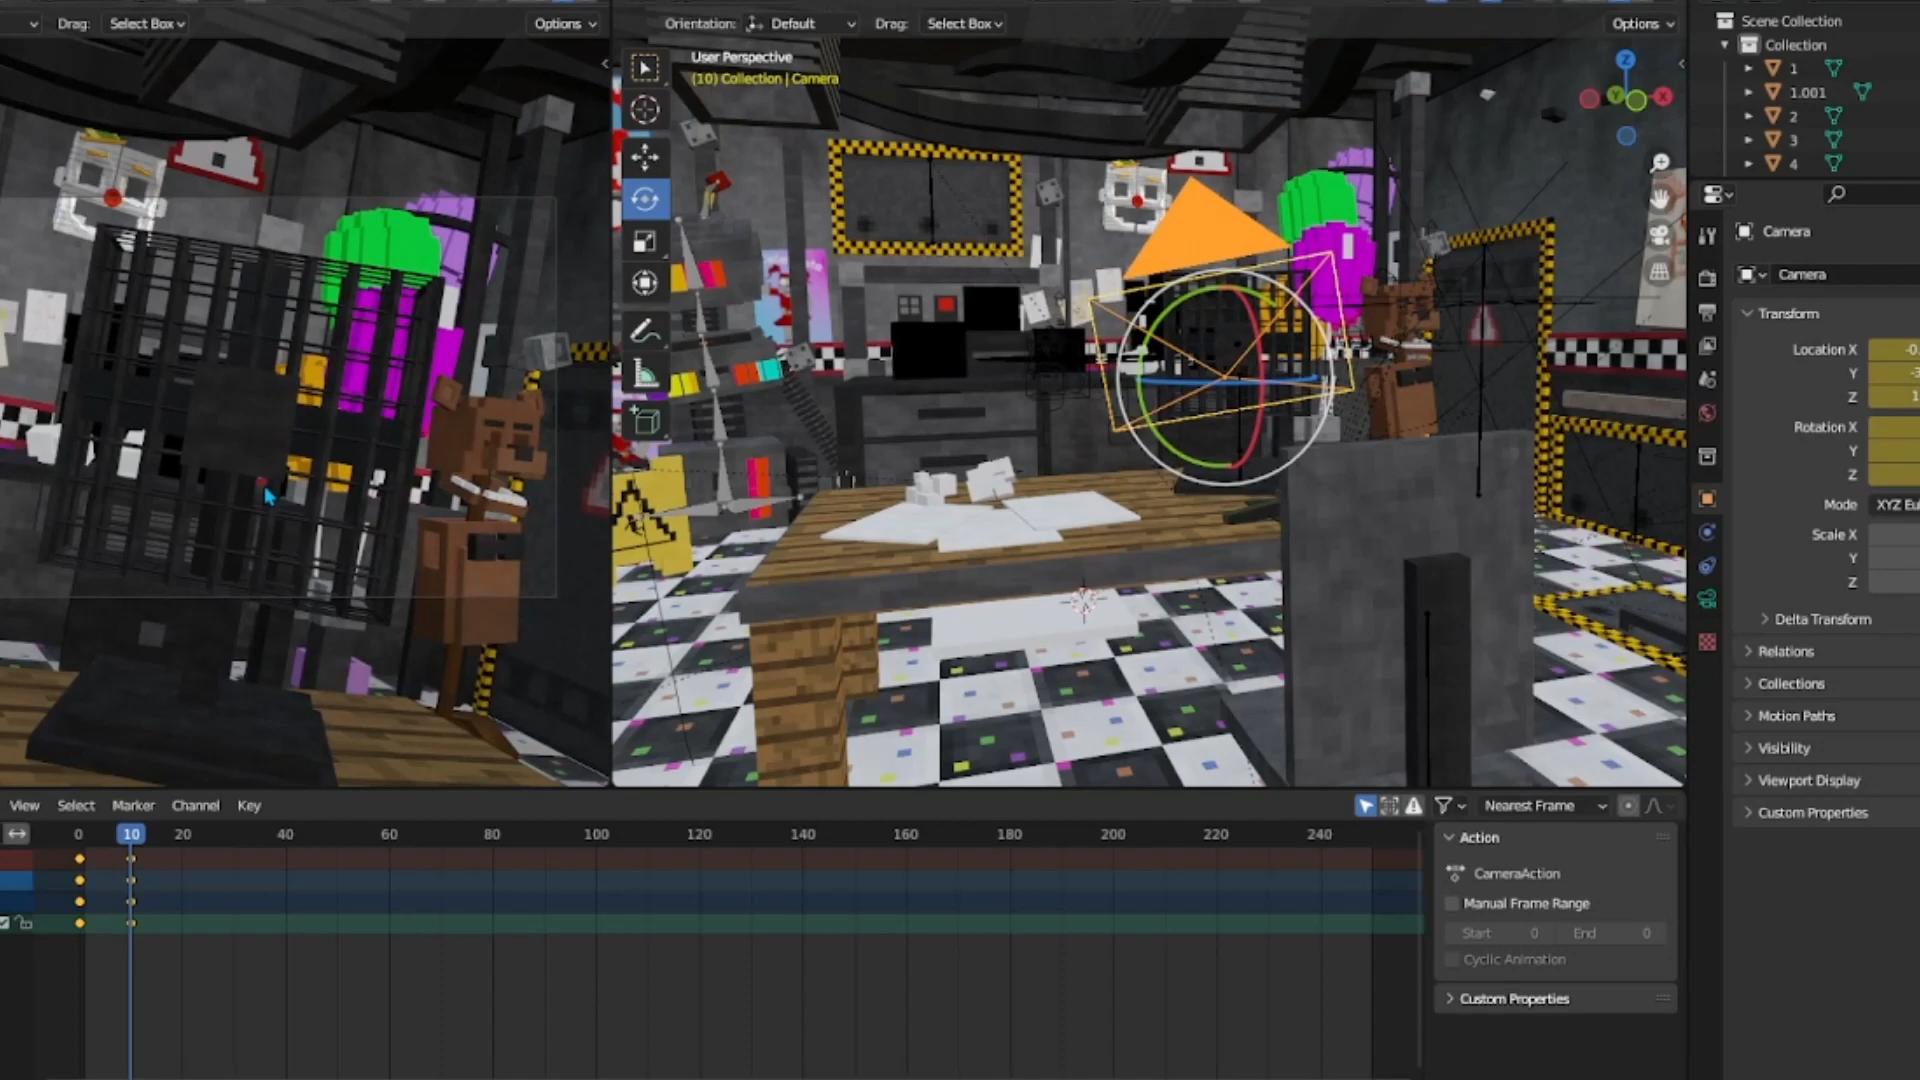 Drag: Select Box Options
Orientation: Default Drag: Select Box Options
User Perspective
(10) Collection | Camera
Z
Y X
Scene Collection
Collection
1
1.001
2
3
4
Camera
Camera
Transform
Location X -0.
Y -3
Z 1
Rotation X
Y
Z
Mode XYZ Eu
Scale X
Y
Z
Delta Transform
Relations
Collections
Motion Paths
Visibility
Viewport Display
Custom Properties
View Select Marker Channel Key Nearest Frame
0 10 20 40 60 80 100 120 140 160 180 200 220 240
Action
CameraAction
Manual Frame Range
Start 0 End 0
Cyclic Animation
Custom Properties